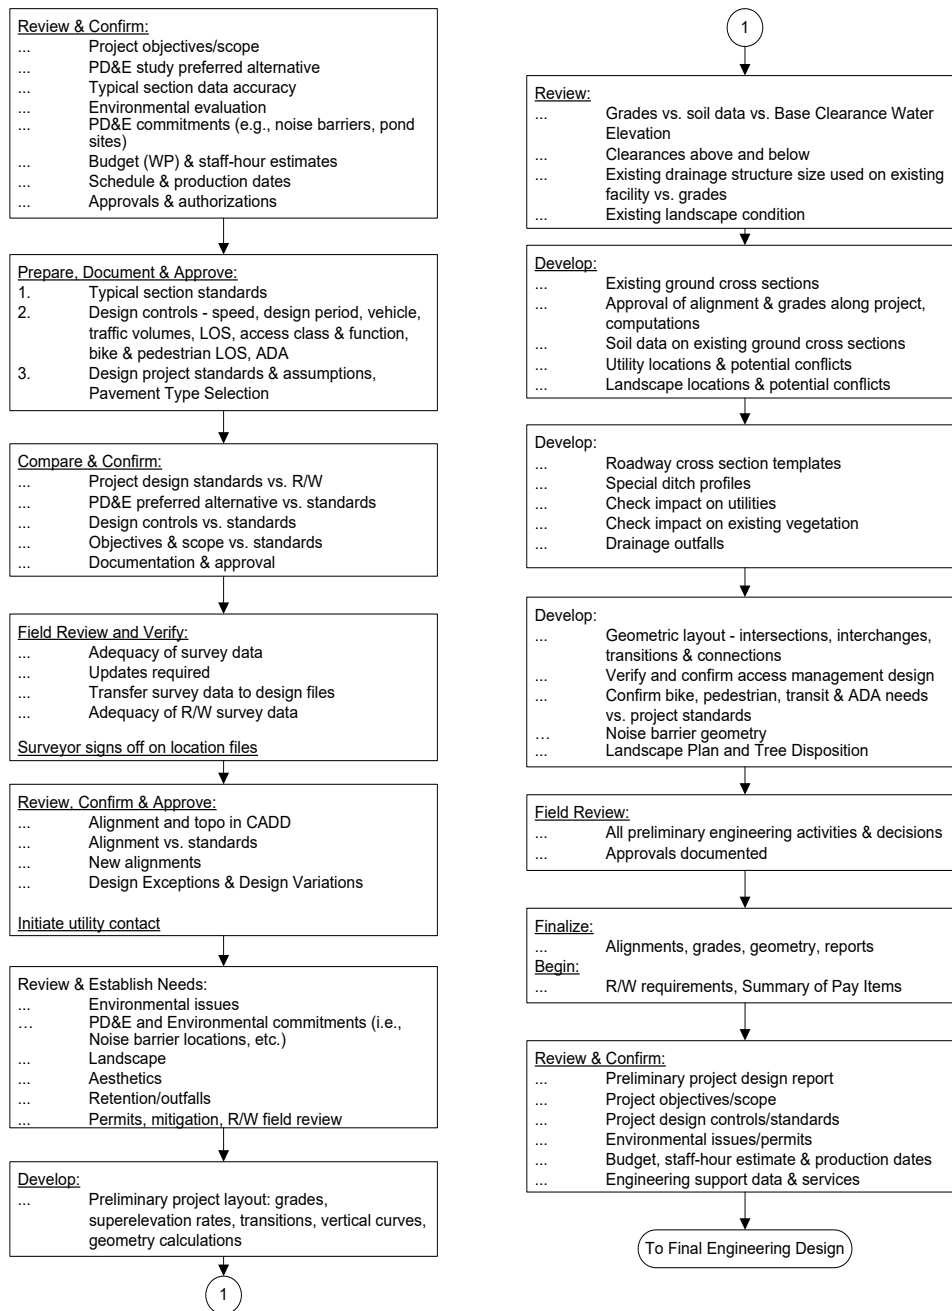 Review & Confirm:
... Project objectives/scope
... PD&E study preferred alternative
... Typical section data accuracy
... Environmental evaluation
... PD&E commitments (e.g., noise barriers, pond
sites)
... Budget (WP) & staff-hour estimates
... Schedule & production dates
... Approvals & authorizations
Prepare, Document & Approve:
1. Typical section standards
2. Design controls - speed, design period, vehicle,
traffic volumes, LOS, access class & function,
bike & pedestrian LOS, ADA
3. Design project standards & assumptions,
Pavement Type Selection
Compare & Confirm:
... Project design standards vs. R/W
... PD&E preferred alternative vs. standards
... Design controls vs. standards
... Objectives & scope vs. standards
... Documentation & approval
Field Review and Verify:
... Adequacy of survey data
... Updates required
... Transfer survey data to design files
... Adequacy of R/W survey data
Surveyor signs off on location files
Review, Confirm & Approve:
... Alignment and topo in CADD
... Alignment vs. standards
... New alignments
... Design Exceptions & Design Variations
Initiate utility contact
Review & Establish Needs:
... Environmental issues
… PD&E and Environmental commitments (i.e.,
Noise barrier locations, etc.)
... Landscape
... Aesthetics
... Retention/outfalls
... Permits, mitigation, R/W field review
Develop:
... Preliminary project layout: grades,
superelevation rates, transitions, vertical curves,
geometry calculations
1
1
Review:
... Grades vs. soil data vs. Base Clearance Water
Elevation
... Clearances above and below
... Existing drainage structure size used on existing
facility vs. grades
... Existing landscape condition
Develop:
... Existing ground cross sections
... Approval of alignment & grades along project,
computations
... Soil data on existing ground cross sections
... Utility locations & potential conflicts
... Landscape locations & potential conflicts
Develop:
... Roadway cross section templates
... Special ditch profiles
... Check impact on utilities
... Check impact on existing vegetation
... Drainage outfalls
Develop:
... Geometric layout - intersections, interchanges,
transitions & connections
... Verify and confirm access management design
... Confirm bike, pedestrian, transit & ADA needs
vs. project standards
… Noise barrier geometry
... Landscape Plan and Tree Disposition
Field Review:
... All preliminary engineering activities & decisions
... Approvals documented
Finalize:
... Alignments, grades, geometry, reports
Begin:
... R/W requirements, Summary of Pay Items
Review & Confirm:
... Preliminary project design report
... Project objectives/scope
... Project design controls/standards
... Environmental issues/permits
... Budget, staff-hour estimate & production dates
... Engineering support data & services
To Final Engineering Design